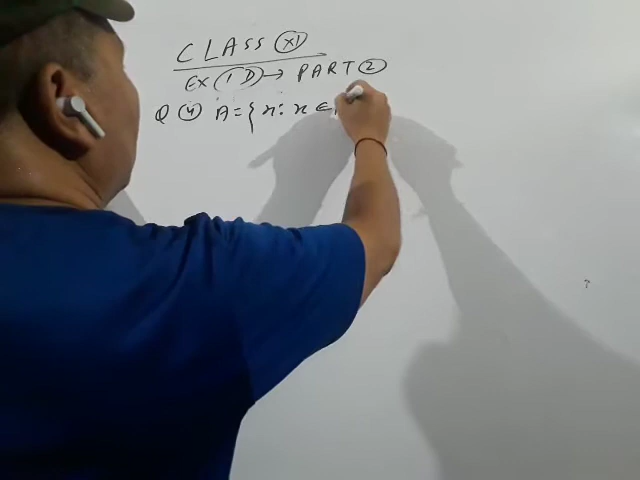 CLASS XI
EX (1 D) → PART 2
Q 4 A = { x : x ∈